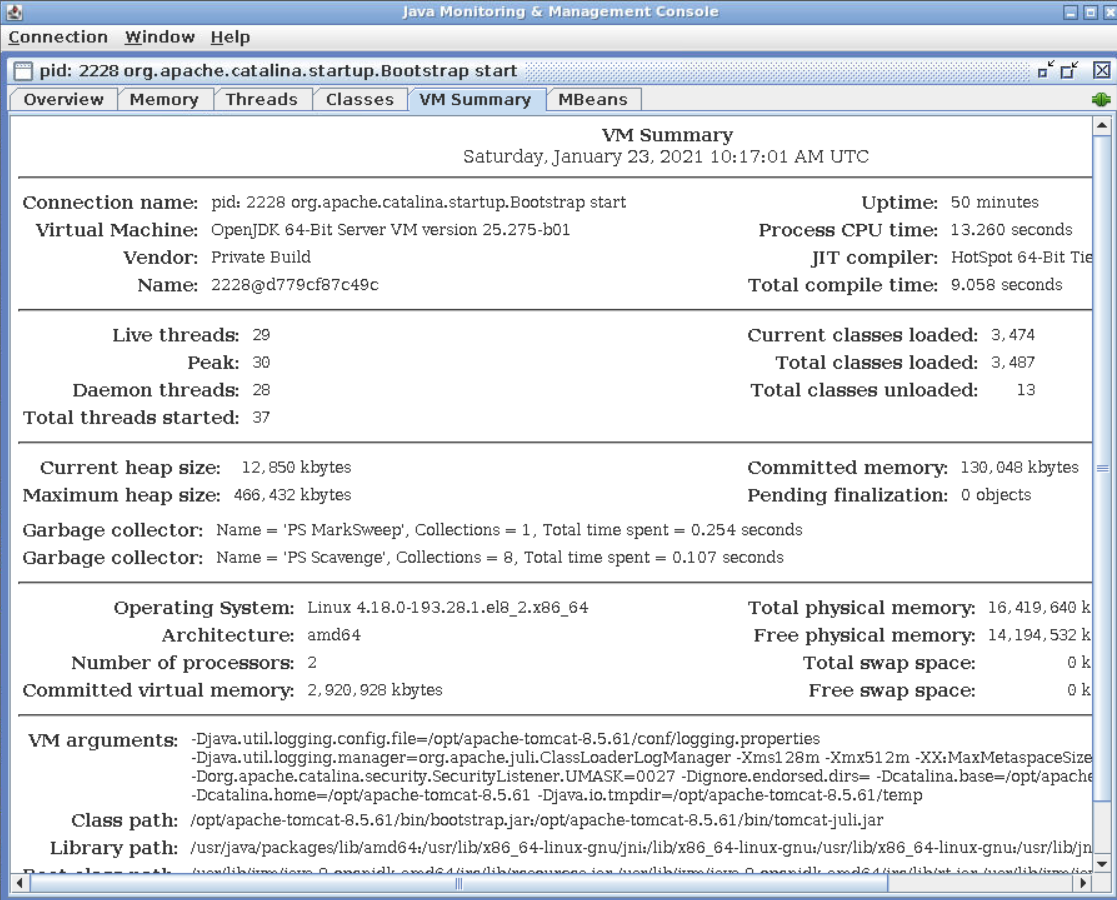 Java Monitoring & Management Console
Connection Window Help
pid: 2228 org.apache.catalina.startup.Bootstrap start
Overview Memory Threads Classes VM Summary MBeans
VM Summary
Saturday, January 23, 2021 10:17:01 AM UTC
Connection name: pid: 2228 org.apache.catalina.startup.Bootstrap start Uptime: 50 minutes
Virtual Machine: OpenJDK 64-Bit Server VM version 25.275-b01 Process CPU time: 13.260 seconds
Vendor: Private Build JIT compiler: HotSpot 64-Bit Tie
Name: 2228@d779cf87c49c Total compile time: 9.058 seconds
Live threads: 29 Current classes loaded: 3,474
Peak: 30 Total classes loaded: 3,487
Daemon threads: 28 Total classes unloaded: 13
Total threads started: 37
Current heap size: 12,850 kbytes Committed memory: 130,048 kbytes
Maximum heap size: 466,432 kbytes Pending finalization: 0 objects
Garbage collector: Name = 'PS MarkSweep', Collections = 1, Total time spent = 0.254 seconds
Garbage collector: Name = 'PS Scavenge', Collections = 8, Total time spent = 0.107 seconds
Operating System: Linux 4.18.0-193.28.1.el8_2.x86_64 Total physical memory: 16,419,640 k
Architecture: amd64 Free physical memory: 14,194,532 k
Number of processors: 2 Total swap space: 0 k
Committed virtual memory: 2,920,928 kbytes Free swap space: 0 k
VM arguments: -Djava.util.logging.config.file=/opt/apache-tomcat-8.5.61/conf/logging.properties
-Djava.util.logging.manager=org.apache.juli.ClassLoaderLogManager -Xms128m -Xmx512m -XX:MaxMetaspaceSize
-Dorg.apache.catalina.security.SecurityListener.UMASK=0027 -Dignore.endorsed.dirs= -Dcatalina.base=/opt/apache
-Dcatalina.home=/opt/apache-tomcat-8.5.61 -Djava.io.tmpdir=/opt/apache-tomcat-8.5.61/temp
Class path: /opt/apache-tomcat-8.5.61/bin/bootstrap.jar:/opt/apache-tomcat-8.5.61/bin/tomcat-juli.jar
Library path: /usr/java/packages/lib/amd64:/usr/lib/x86_64-linux-gnu/jni:/lib/x86_64-linux-gnu:/usr/lib/x86_64-linux-gnu:/usr/lib/jn